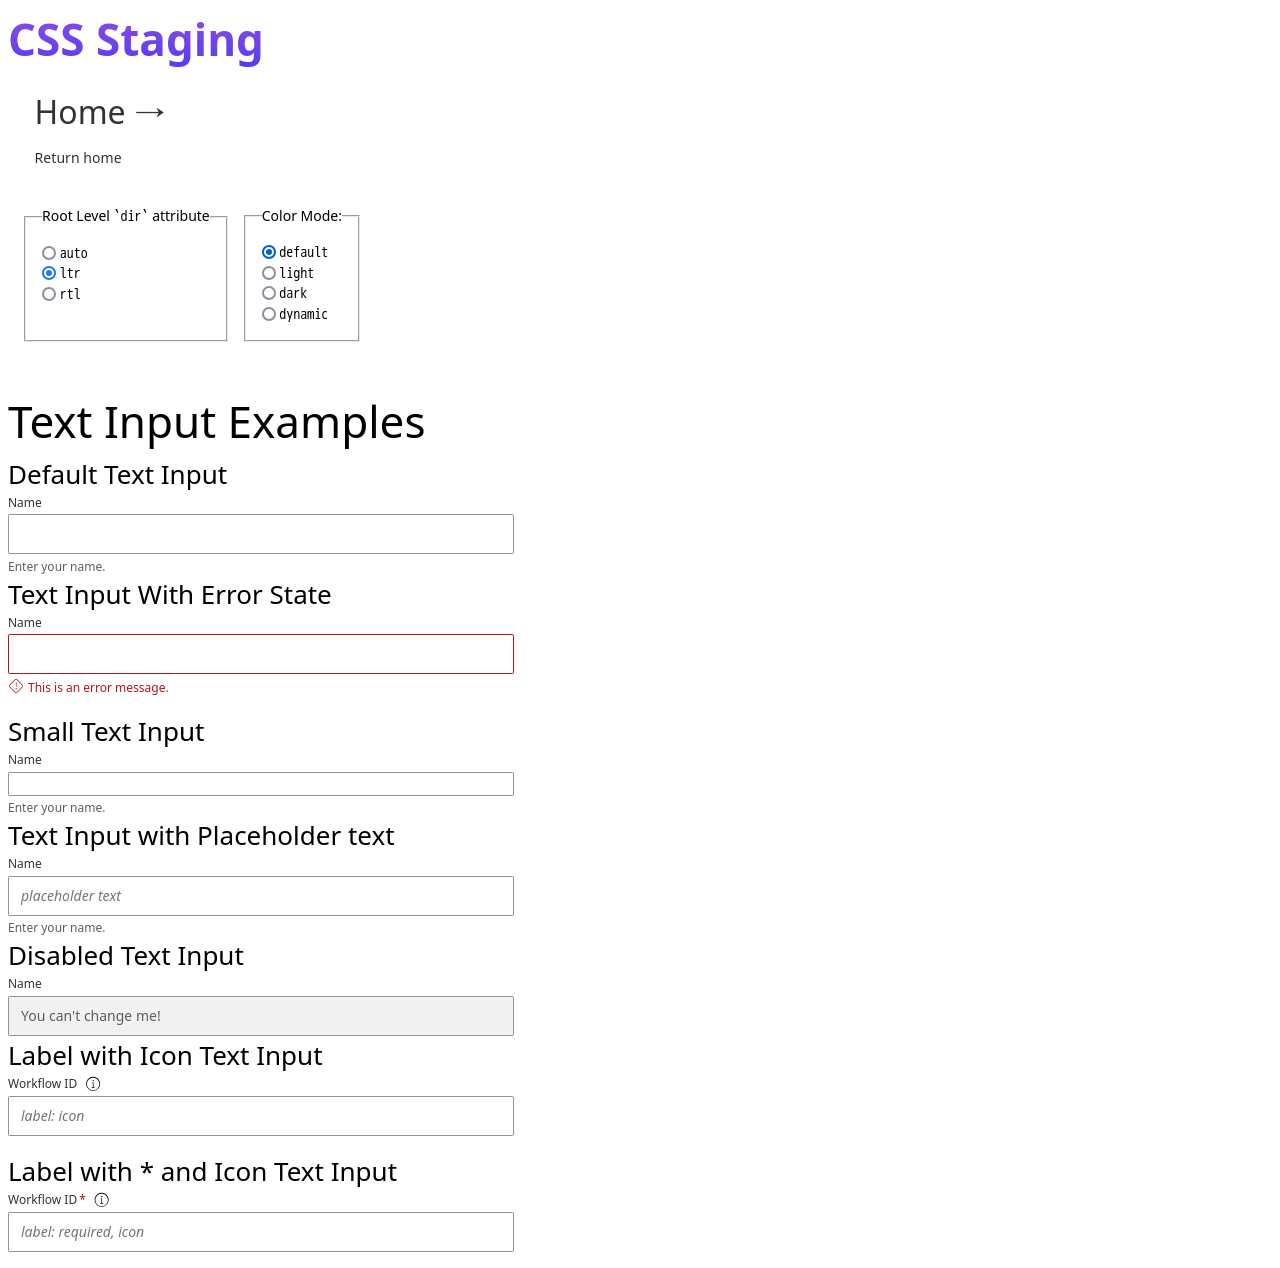 CSS Staging
Home →
Return home
Root Level `dir` attribute
auto
ltr
rtl
Color Mode:
default
light
dark
dynamic
Text Input Examples
Default Text Input
Name
Enter your name.
Text Input With Error State
Name
This is an error message.
Small Text Input
Name
Enter your name.
Text Input with Placeholder text
Name
placeholder text
Enter your name.
Disabled Text Input
Name
You can't change me!
Label with Icon Text Input
Workflow ID
label: icon
Label with * and Icon Text Input
Workflow ID *
label: required, icon